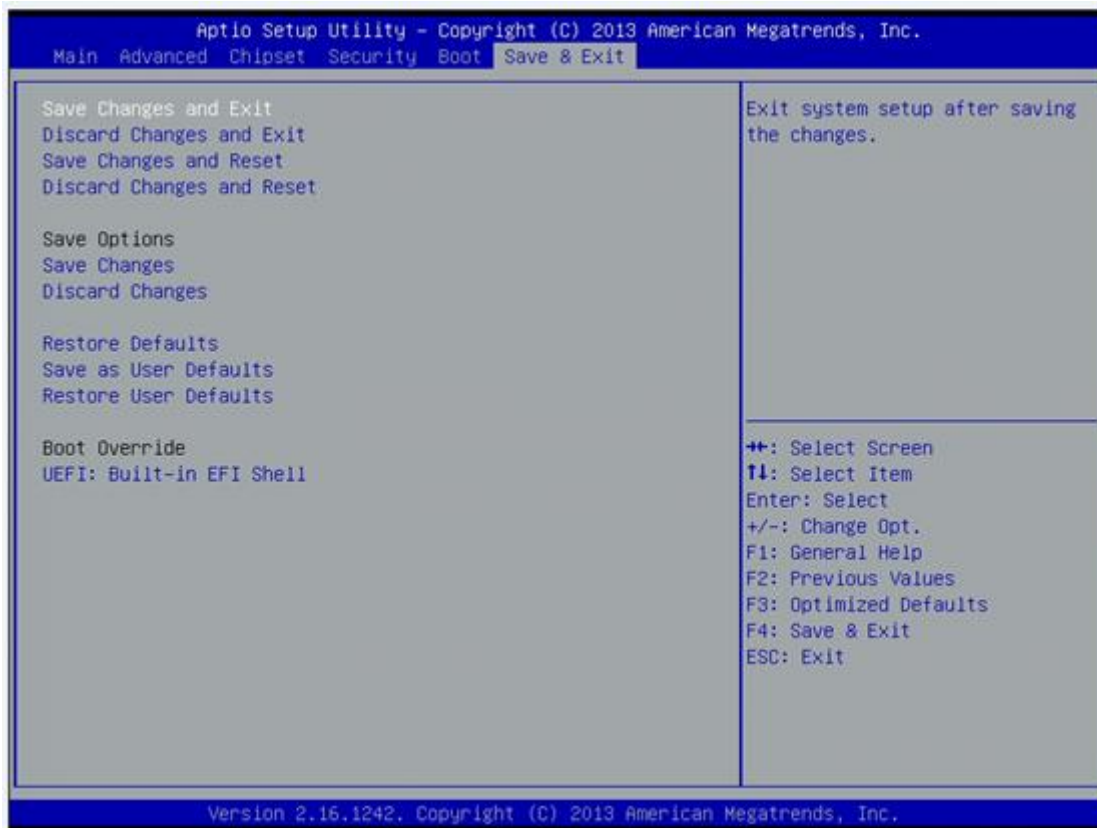 Aptio Setup Utility – Copyright (C) 2013 American Megatrends, Inc.
Main Advanced Chipset Security Boot Save & Exit
Save Changes and Exit
Discard Changes and Exit
Save Changes and Reset
Discard Changes and Reset
Save Options
Save Changes
Discard Changes
Restore Defaults
Save as User Defaults
Restore User Defaults
Boot Override
UEFI: Built-in EFI Shell
Exit system setup after saving
the changes.
→←: Select Screen
↑↓: Select Item
Enter: Select
+/-: Change Opt.
F1: General Help
F2: Previous Values
F3: Optimized Defaults
F4: Save & Exit
ESC: Exit
Version 2.16.1242. Copyright (C) 2013 American Megatrends, Inc.